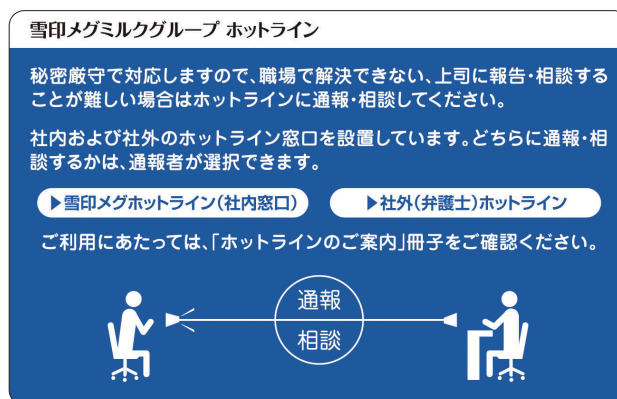 雪印メグミルクグループ ホットライン
秘密厳守で対応しますので、職場で解決できない、上司に報告・相談する
ことが難しい場合はホットラインに通報・相談してください。
社内および社外のホットライン窓口を設置しています。どちらに通報・相
談するかは、通報者が選択できます。
▶雪印メグホットライン(社内窓口)
▶社外(弁護士)ホットライン
ご利用にあたっては、「ホットラインのご案内」冊子をご確認ください。
通報
相談